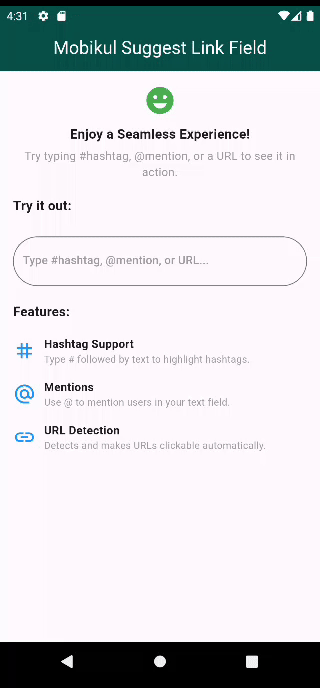 4:31
Mobikul Suggest Link Field
Enjoy a Seamless Experience!
Try typing #hashtag, @mention, or a URL to see it in
action.
Try it out:
Type #hashtag, @mention, or URL...
Features:
Hashtag Support
Type # followed by text to highlight hashtags.
Mentions
Use @ to mention users in your text field.
URL Detection
Detects and makes URLs clickable automatically.